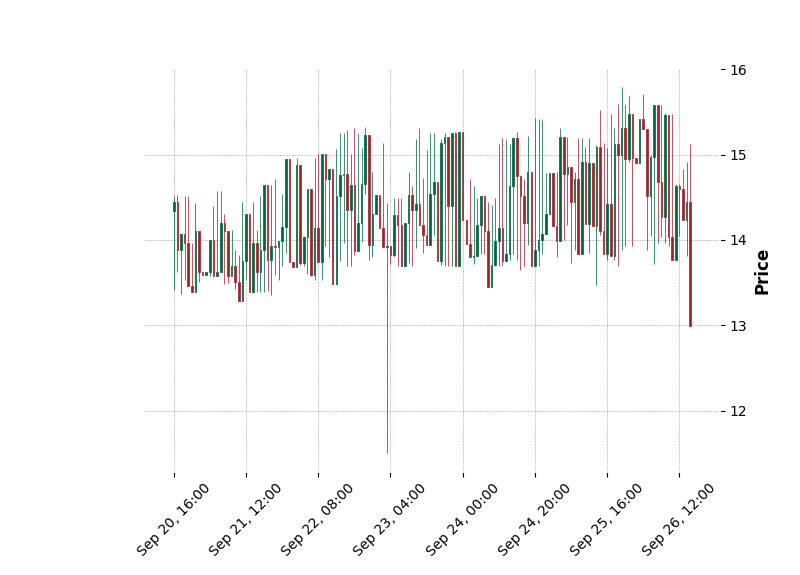 16
15
14
13
12
Price
Sep 20, 16:00
Sep 21, 12:00
Sep 22, 08:00
Sep 23, 04:00
Sep 24, 00:00
Sep 24, 20:00
Sep 25, 16:00
Sep 26, 12:00